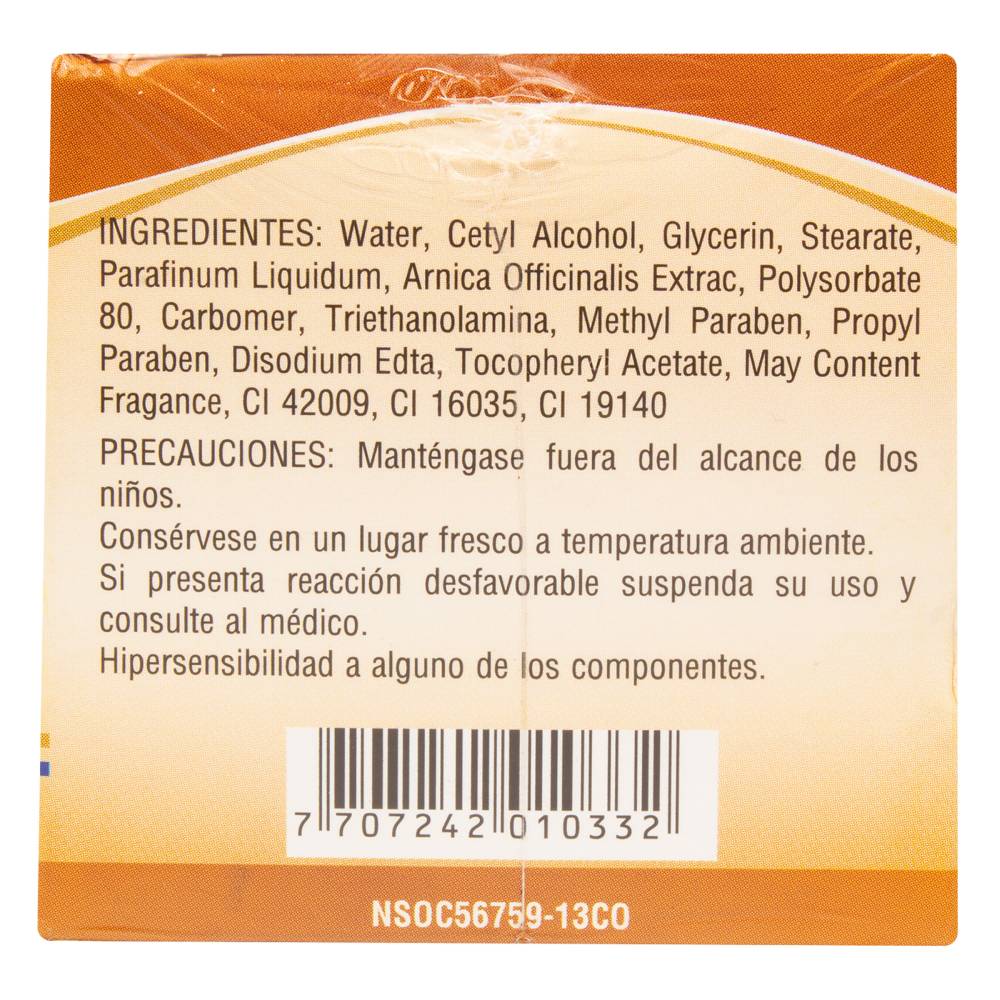 INGREDIENTES: Water, Cetyl Alcohol, Glycerin, Stearate,
Parafinum Liquidum, Arnica Officinalis Extrac, Polysorbate
80, Carbomer, Triethanolamina, Methyl Paraben, Propyl
Paraben, Disodium Edta, Tocopheryl Acetate, May Content
Fragance, CI 42009, CI 16035, CI 19140
PRECAUCIONES: Manténgase fuera del alcance de los
niños.
Consérvese en un lugar fresco a temperatura ambiente.
Si presenta reacción desfavorable suspenda su uso y
consulte al médico.
Hipersensibilidad a alguno de los componentes.
7 707242 010332
NSOC56759-13CO